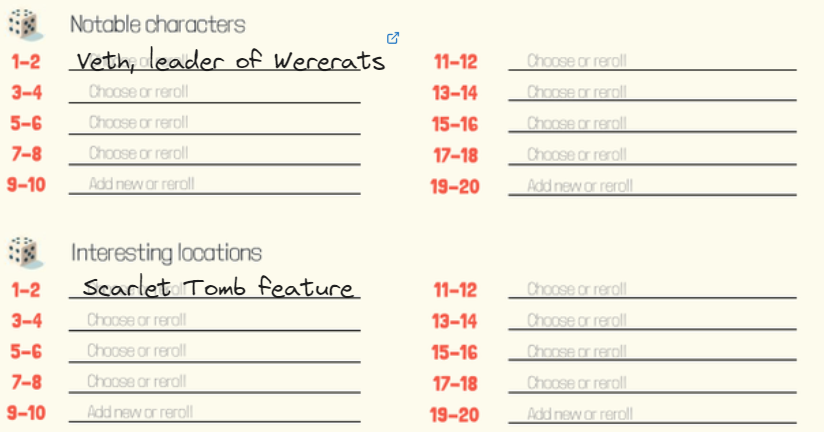 Notable characters
1–2 Veth, leader of Wererats
3–4 Choose or reroll
5–6 Choose or reroll
7–8 Choose or reroll
9–10 Add new or reroll
11–12 Choose or reroll
13–14 Choose or reroll
15–16 Choose or reroll
17–18 Choose or reroll
19–20 Add new or reroll
Interesting locations
1–2 Scarlet Tomb feature
3–4 Choose or reroll
5–6 Choose or reroll
7–8 Choose or reroll
9–10 Add new or reroll
11–12 Choose or reroll
13–14 Choose or reroll
15–16 Choose or reroll
17–18 Choose or reroll
19–20 Add new or reroll